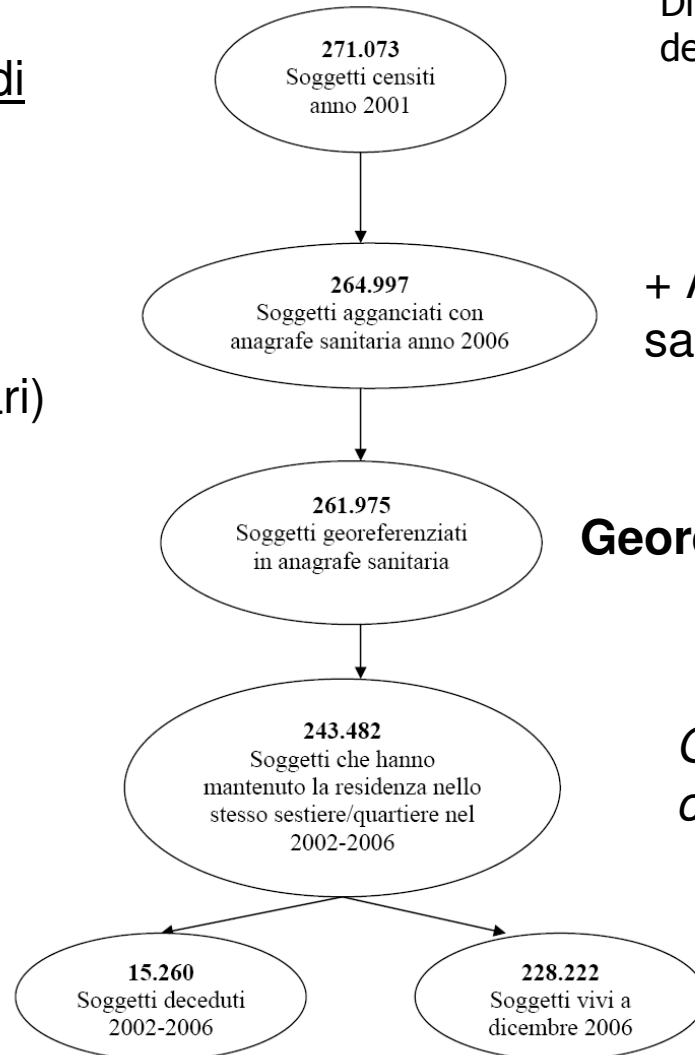 271.073
Soggetti censiti
anno 2001
di
264.997
Soggetti agganciati con
anagrafe sanitaria anno 2006
+
261.975
Soggetti georeferenziati
in anagrafe sanitaria
243.482
Soggetti che hanno
mantenuto la residenza nello
stesso sestiere/quartiere nel
2002-2006
15.260
Soggetti deceduti
2002-2006
228.222
Soggetti vivi a
dicembre 2006